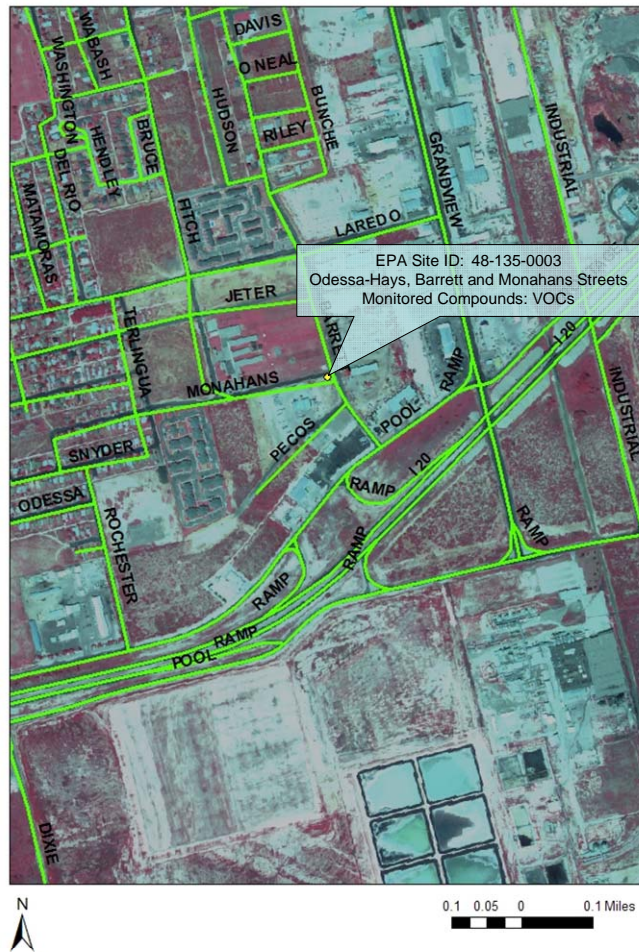 DAVIS
WABASH
WASHINGTON
O NEAL
HUDSON
BUNCHE
RILEY
HENDLEY
BRUCE
DEL RIO
GRANDVIEW
INDUSTRIAL
MATAMORAS
FITCH
LAREDO
EPA Site ID: 48-135-0003
Odessa-Hays, Barrett and Monahans Streets
Monitored Compounds: VOCs
JETER
TERLINGUA
I 20
MONAHANS
RAMP
POOL
INDUSTRIAL
PECOS
SNYDER
I 20
RAMP
ODESSA
ROCHESTER
RAMP
RAMP
RAMP
RAMP
POOL
DIXIE
N
0.1 0.05 0 0.1 Miles